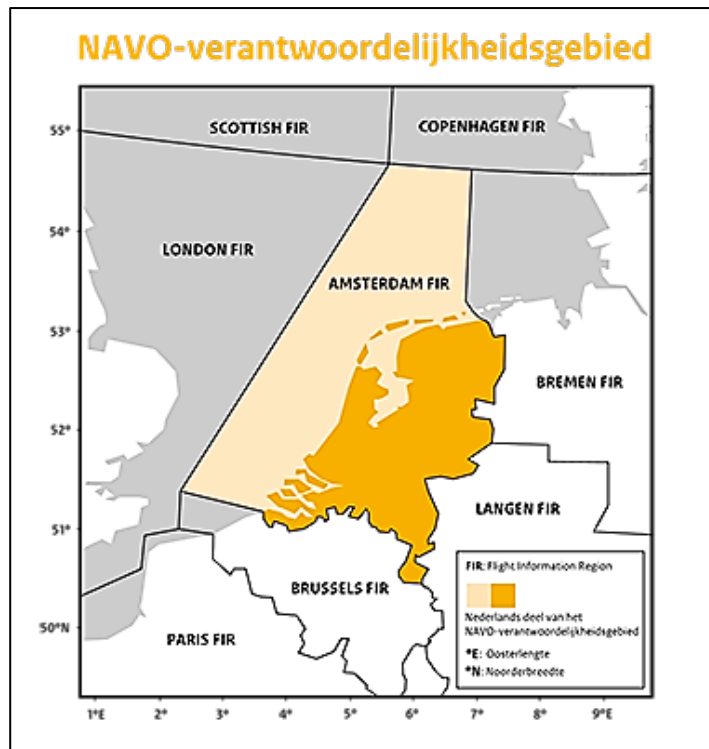 NAVO-verantwoordelijkheidsgebied
55°
SCOTTISH FIR
COPENHAGEN FIR
54°
LONDON FIR
AMSTERDAM FIR
53°
BREMEN FIR
52°
LANGEN FIR
51°
BRUSSELS FIR
50°N
PARIS FIR
FIR: Flight Information Region
Nederlands deel van het
NAVO-verantwoordelijkheidsgebied
°E: Oosterlengte
°N: Noorderbreedte
1°E 2° 3° 4° 5° 6° 7° 8° 9°E